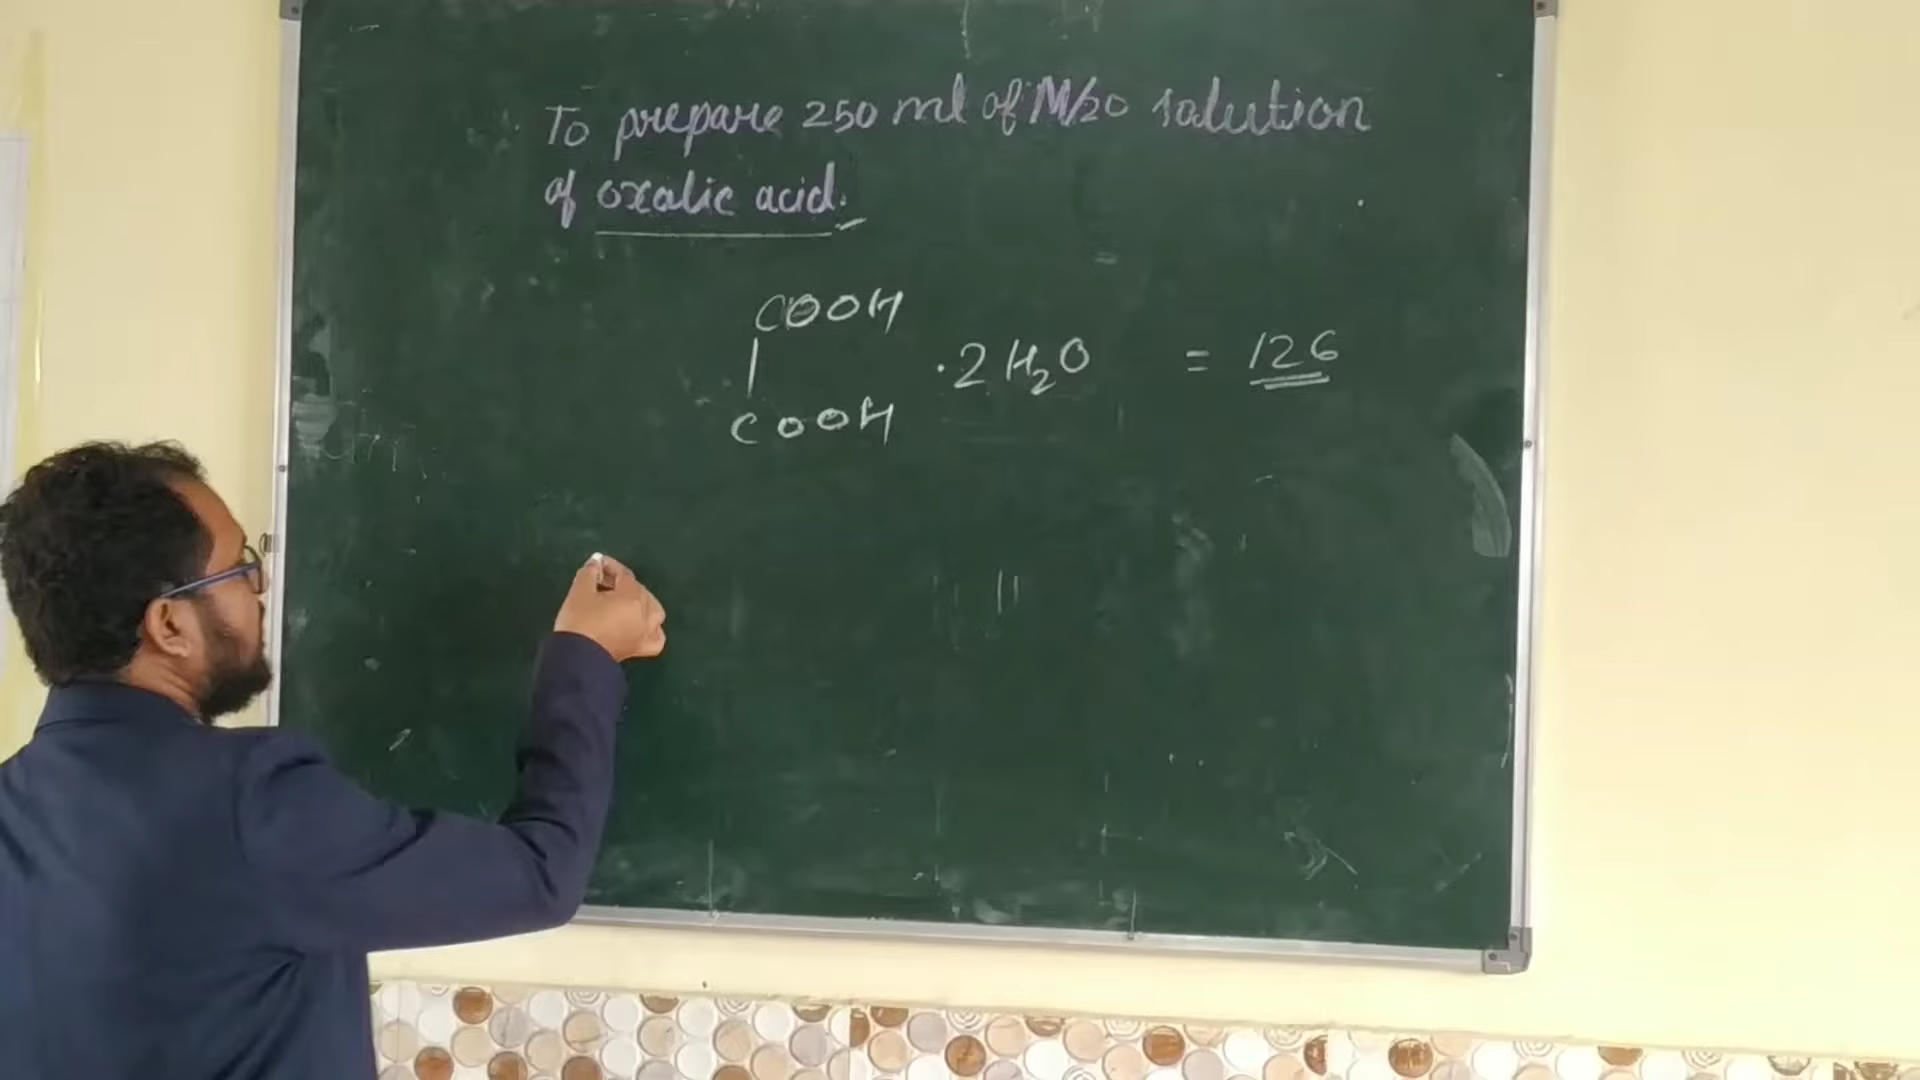 To prepare 250 ml of M/20 solution
of oxalic acid.
COOH
|
COOH
.2H₂O = 126